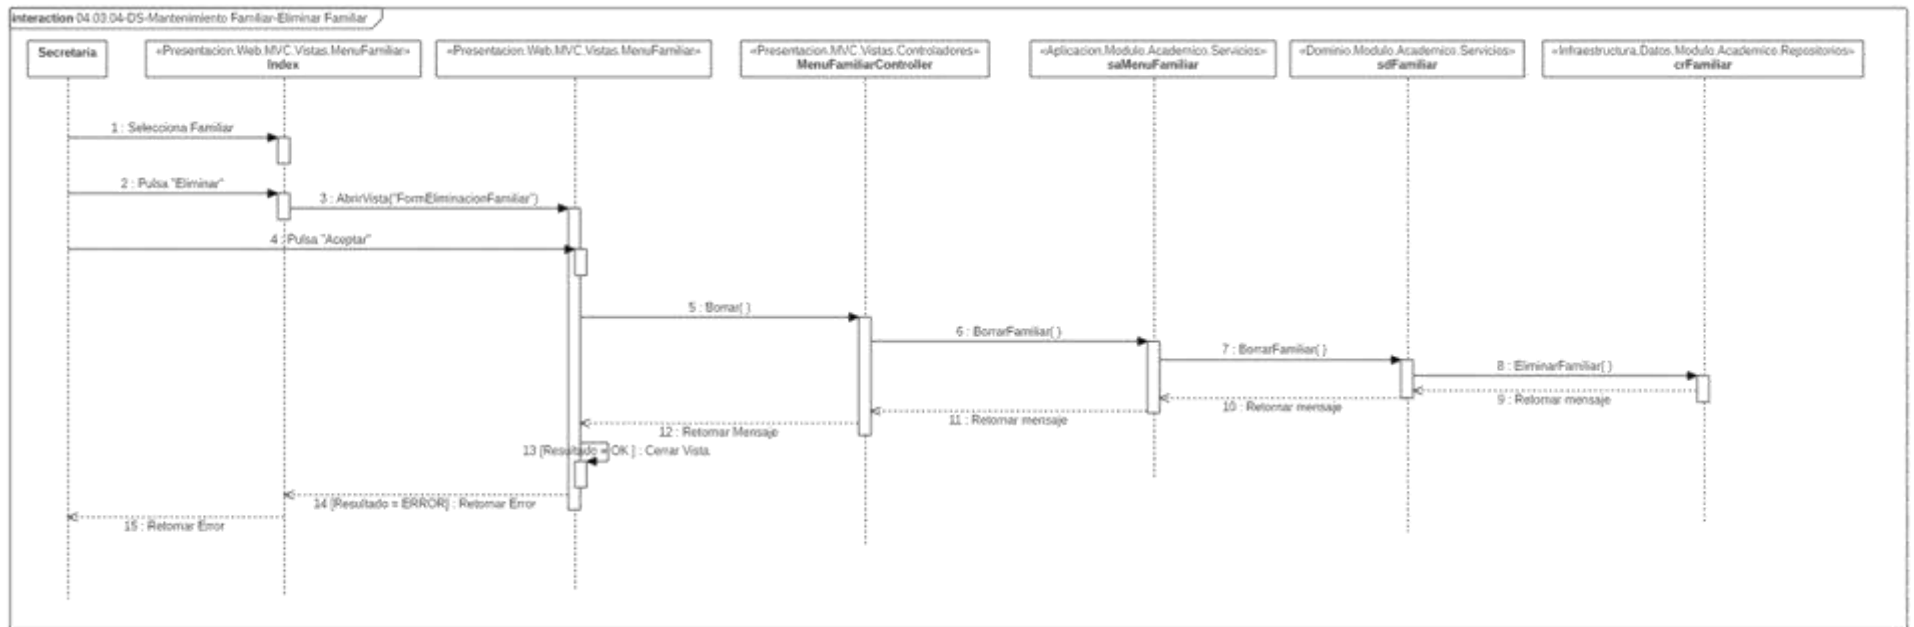 interaction 04.03.04-DS-Mantenimiento Familiar-Eliminar Familiar
Secretaria
«Presentacion.Web.MVC.Vistas.MenuFamiliar»
Index
«Presentacion.Web.MVC.Vistas.MenuFamiliar»
«Presentacion.MVC.Vistas.Controladores»
MenuFamiliarController
«Aplicacion.Modulo.Academico.Servicios»
saMenuFamiliar
«Dominio.Modulo.Academico.Servicios»
sdFamiliar
«Infraestructura.Datos.Modulo.Academico.Repositorios»
crFamiliar
1 : Selecciona Familiar
2 : Pulsa "Eliminar"
3 : AbrirVista("FormEliminacionFamiliar")
4 : Pulsa "Aceptar"
5 : Borrar( )
6 : BorrarFamiliar( )
7 : BorrarFamiliar( )
8 : EliminarFamiliar( )
9 : Retornar mensaje
10 : Retornar mensaje
11 : Retornar mensaje
12 : Retornar Mensaje
13 [Resultado = OK ] : Cerrar Vista.
14 [Resultado = ERROR] : Retornar Error
15 : Retornar Error